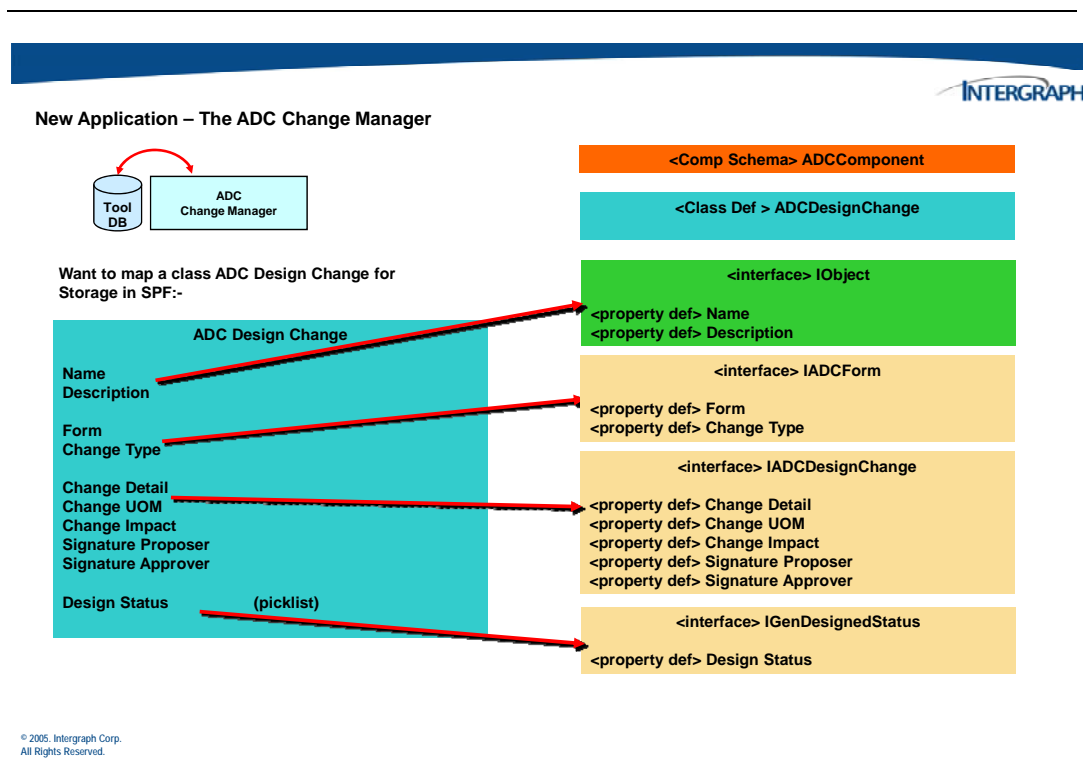 INTERGRAPH
New Application – The ADC Change Manager
Tool
DB
ADC
Change Manager
Want to map a class ADC Design Change for
Storage in SPF:-
ADC Design Change
Name
Description
Form
Change Type
Change Detail
Change UOM
Change Impact
Signature Proposer
Signature Approver
Design Status (picklist)
<Comp Schema> ADCComponent
<Class Def > ADCDesignChange
<interface> IObject
<property def> Name
<property def> Description
<interface> IADCForm
<property def> Form
<property def> Change Type
<interface> IADCDesignChange
<property def> Change Detail
<property def> Change UOM
<property def> Change Impact
<property def> Signature Proposer
<property def> Signature Approver
<interface> IGenDesignedStatus
<property def> Design Status
© 2005. Intergraph Corp.
All Rights Reserved.